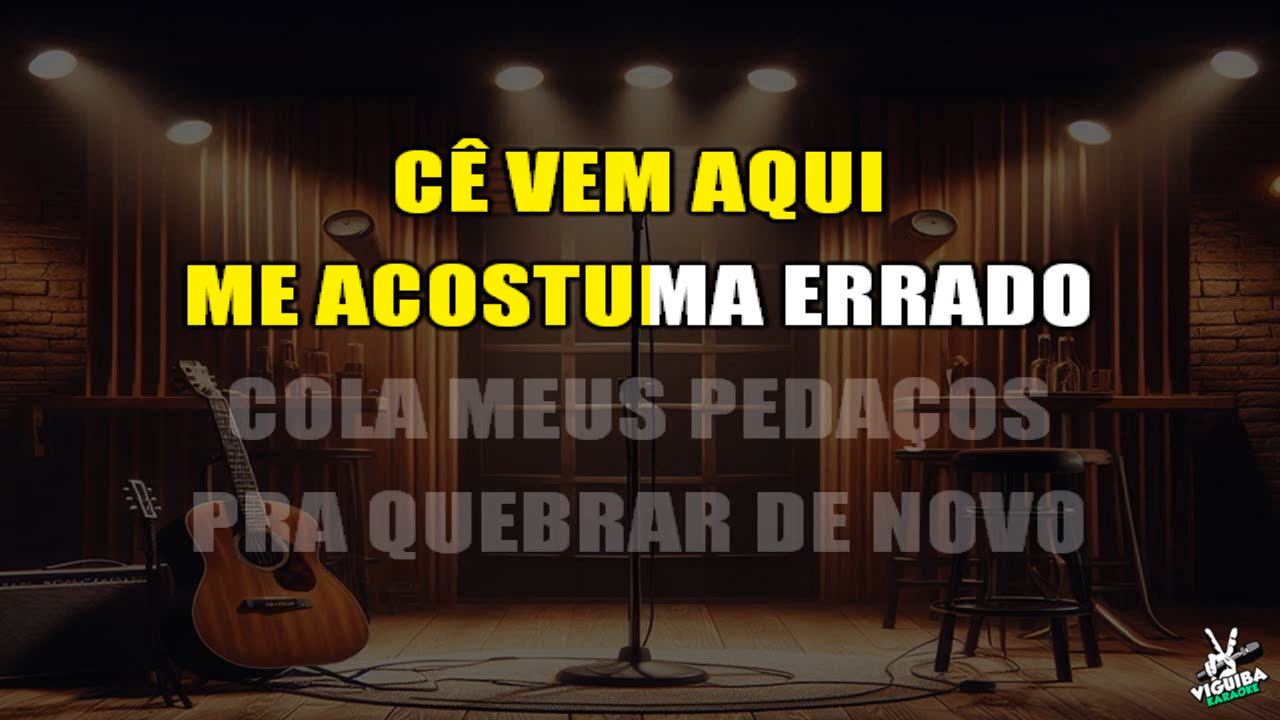 CÊ VEM AQUI
ME ACOSTUMA ERRADO
COLA MEUS PEDAÇOS
PRA QUEBRAR DE NOVO
VIGUIBA
KARAOKE